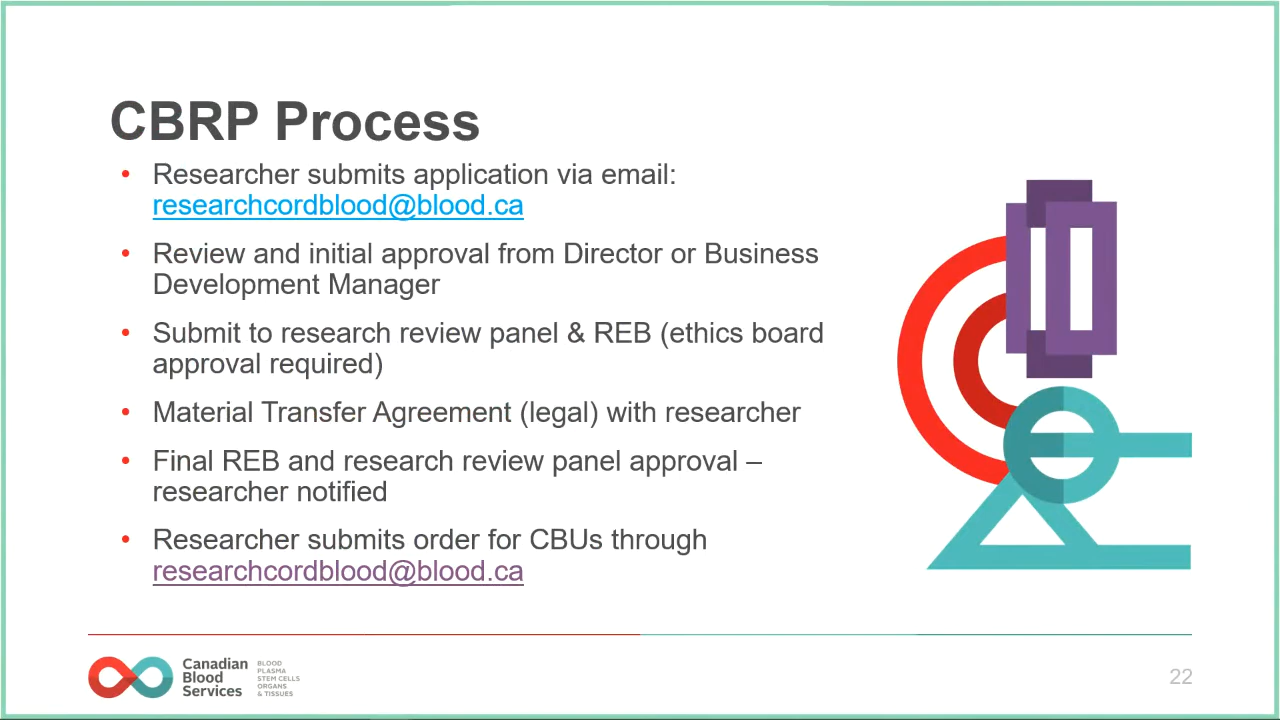 CBRP Process
• Researcher submits application via email:
researchcordblood@blood.ca
• Review and initial approval from Director or Business
Development Manager
• Submit to research review panel & REB (ethics board
approval required)
• Material Transfer Agreement (legal) with researcher
• Final REB and research review panel approval –
researcher notified
• Researcher submits order for CBUs through
researchcordblood@blood.ca
Canadian
Blood
Services
BLOOD
PLASMA
STEM CELLS
ORGANS
& TISSUES
22